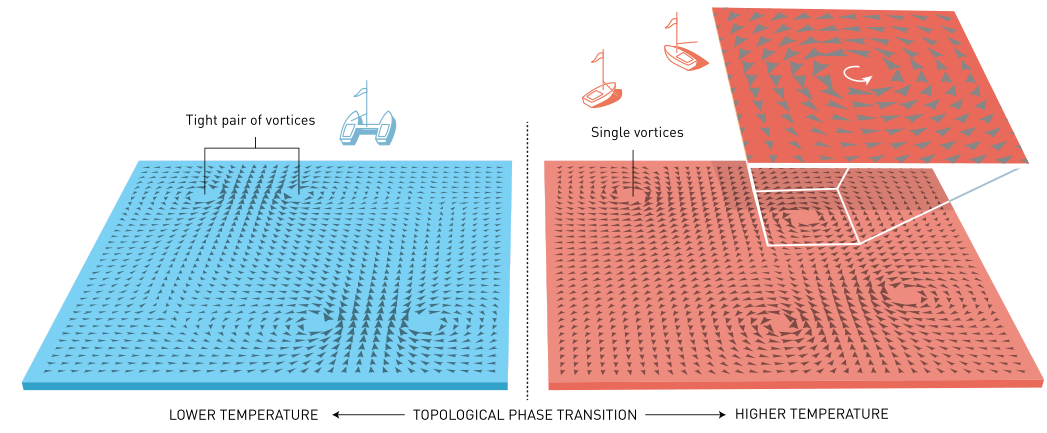 Tight pair of vortices
Single vortices
LOWER TEMPERATURE
TOPOLOGICAL PHASE TRANSITION
HIGHER TEMPERATURE